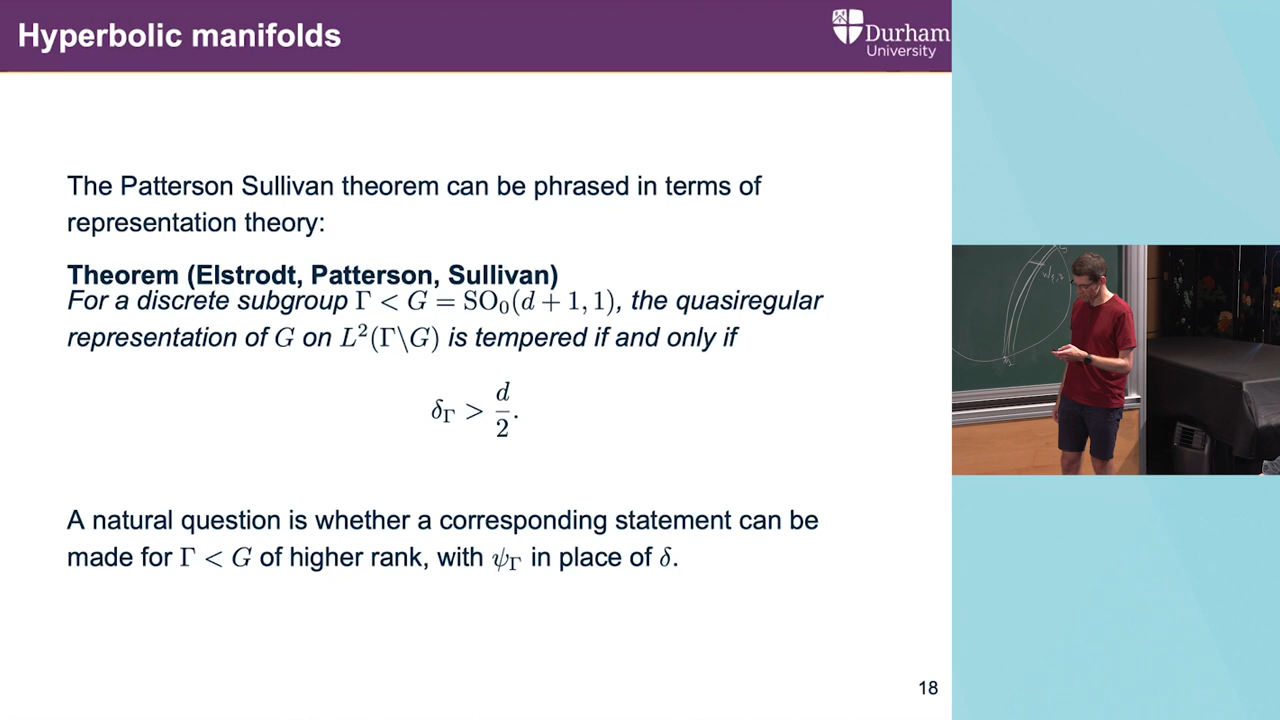 Hyperbolic manifolds
Durham
University
The Patterson Sullivan theorem can be phrased in terms of
representation theory:
Theorem (Elstrodt, Patterson, Sullivan)
For a discrete subgroup Γ < G = SO₀(d + 1, 1), the quasiregular
representation of G on L²(Γ\G) is tempered if and only if
δ_Γ > d/2.
A natural question is whether a corresponding statement can be
made for Γ < G of higher rank, with ψ_Γ in place of δ.
18